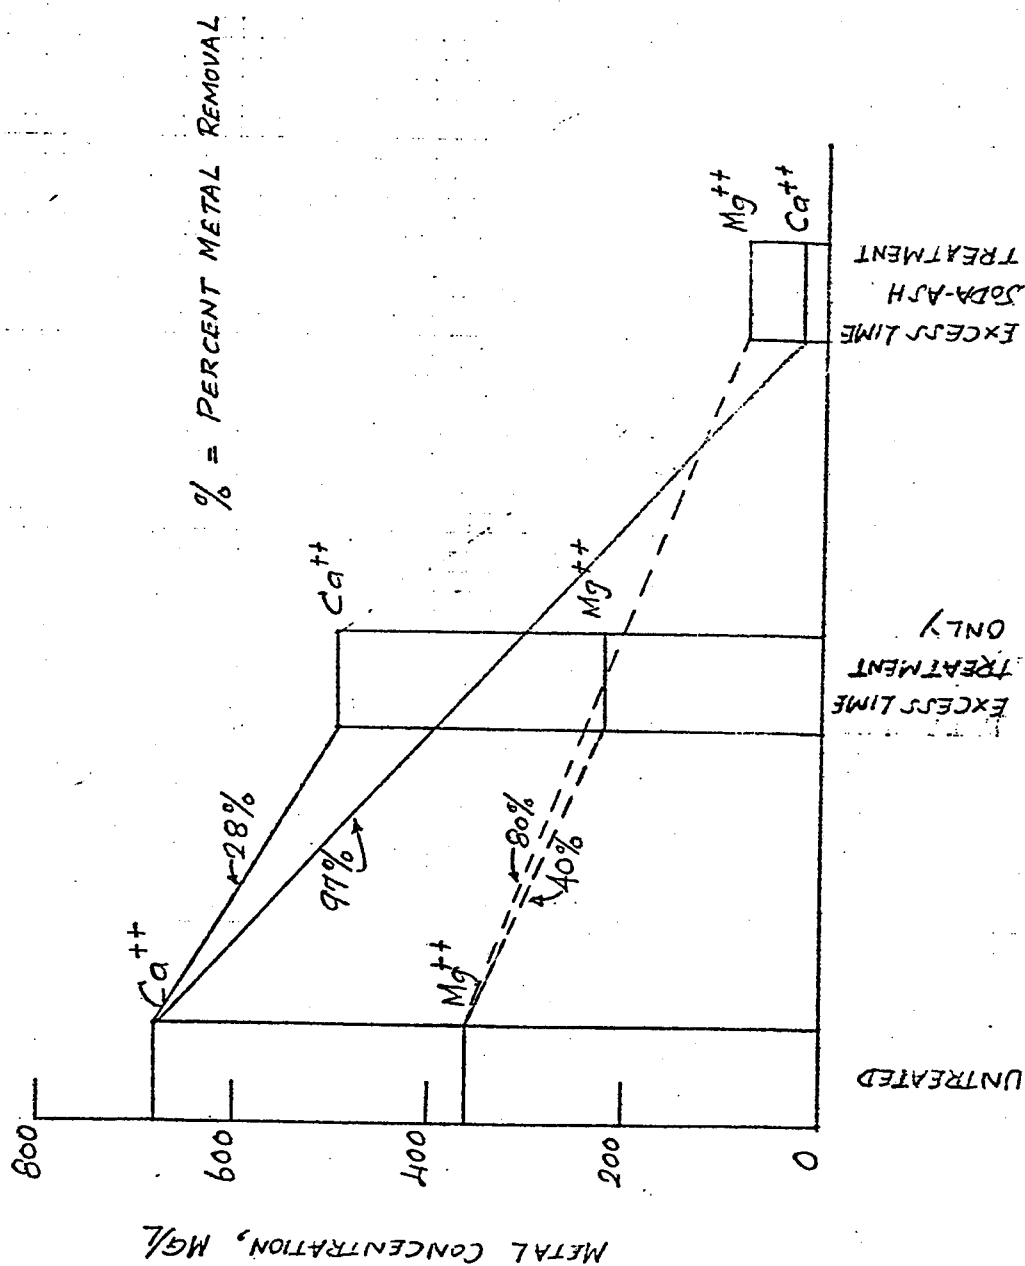 % = PERCENT METAL REMOVAL
METAL CONCENTRATION, MG/L
800
600
400
200
0
Ca++
Mg++
28%
97%
80%
40%
Ca++
Mg++
Mg++
Ca++
UNTREATED
EXCESS LIME
TREATMENT
ONLY
EXCESS LIME
SODA-ASH
TREATMENT